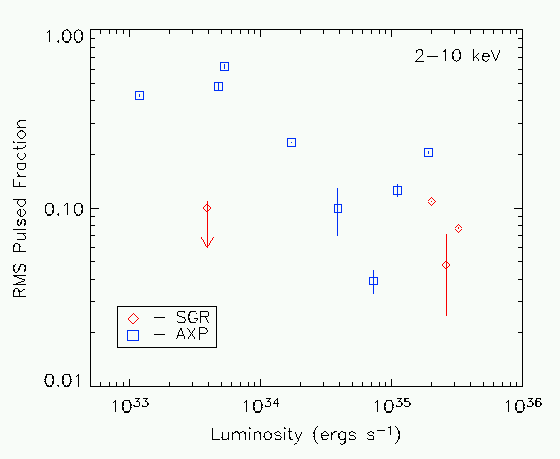 1.00
2−10 keV
RMS Pulsed Fraction
0.10
− SGR
− AXP
0.01
10³³ 10³⁴ 10³⁵ 10³⁶
Luminosity (ergs s⁻¹)